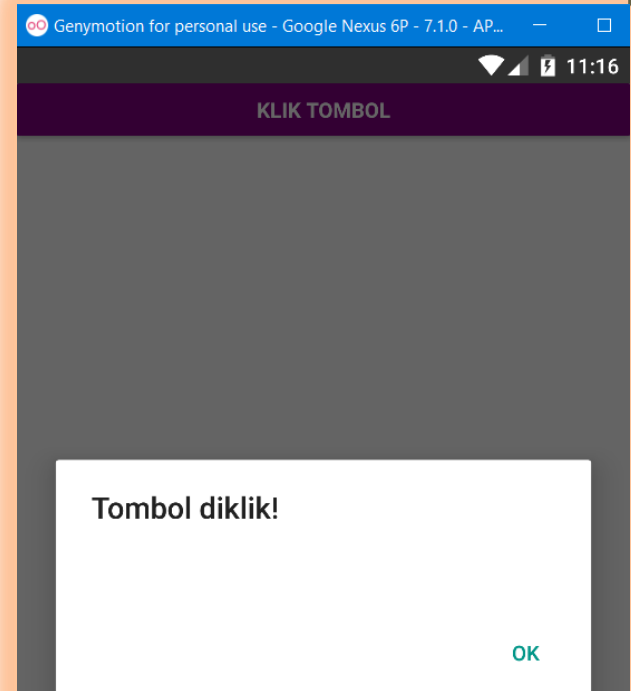 Genymotion for personal use - Google Nexus 6P - 7.1.0 - AP...
11:16
KLIK TOMBOL
Tombol diklik!
OK